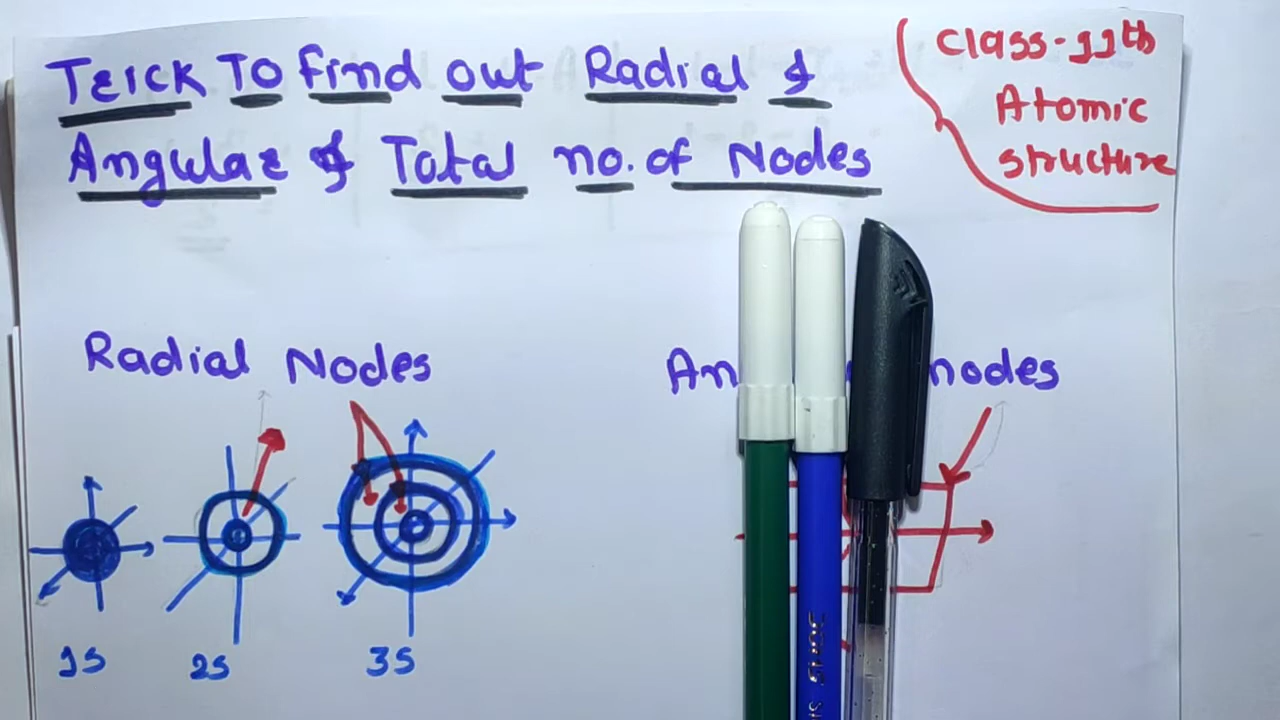 Trick To find out Radial &
Angular & Total no. of Nodes
Class-11th
Atomic
structure
Radial Nodes
nodes
1S
2S
3S